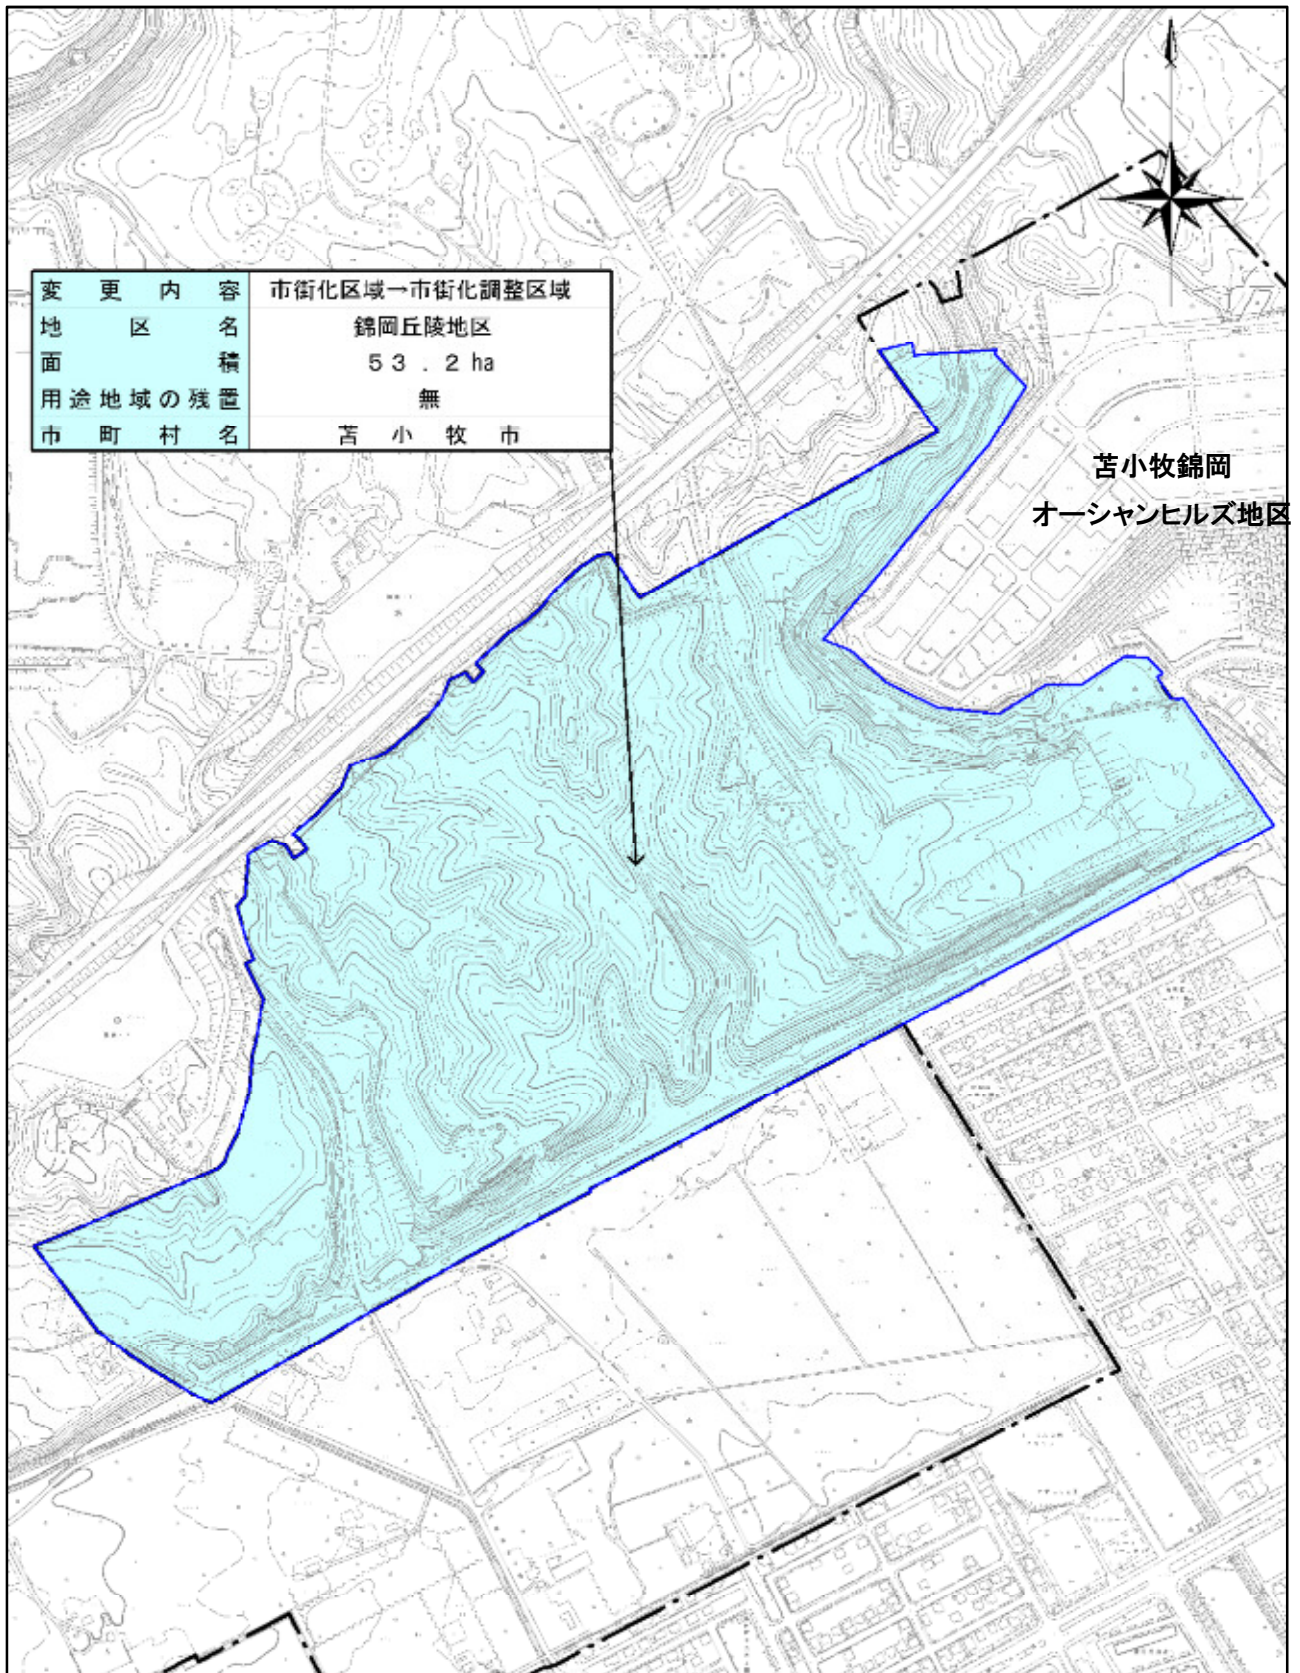 変更内容 市街化区域→市街化調整区域
地区名 錦岡丘陵地区
面積 53.2ha
用途地域の残置 無
市町村名 苫小牧市
苫小牧錦岡
オーシャンヒルズ地区